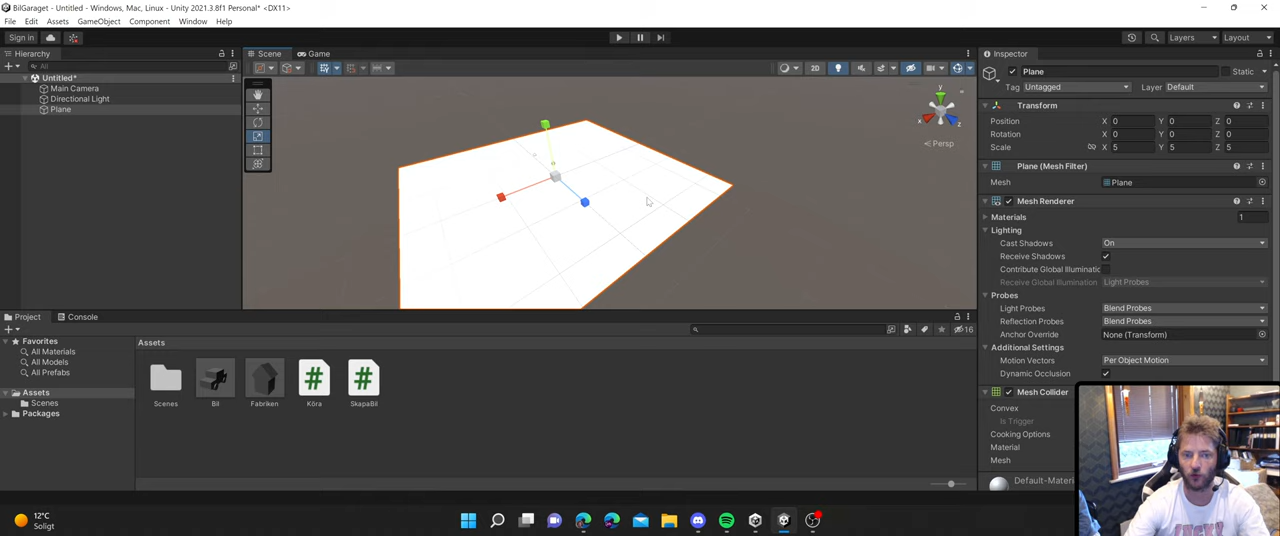 BilGaraget - Untitled - Windows, Mac, Linux - Unity 2021.3.8f1 Personal* <DX11>
File Edit Assets GameObject Component Window Help
Sign in
Layers
Layout
Hierarchy
All
Untitled*
Main Camera
Directional Light
Plane
Scene
Game
2D
y
x
z
Persp
Inspector
Plane
Static
Tag Untagged
Layer Default
Transform
Position X 0 Y 0 Z 0
Rotation X 0 Y 0 Z 0
Scale X 5 Y 5 Z 5
Plane (Mesh Filter)
Mesh Plane
Mesh Renderer
Materials 1
Lighting
Cast Shadows On
Receive Shadows
Contribute Global Illuminatic
Receive Global Illumination Light Probes
Probes
Light Probes Blend Probes
Reflection Probes Blend Probes
Anchor Override None (Transform)
Additional Settings
Motion Vectors Per Object Motion
Dynamic Occlusion
Mesh Collider
Convex
Is Trigger
Cooking Options
Material
Mesh
Default-Materi
Project
Console
16
Favorites
All Materials
All Models
All Prefabs
Assets
Scenes
Packages
Assets
Scenes
Bil
Fabriken
Köra
SkapaBil
12°C
Soligt
LUCKY